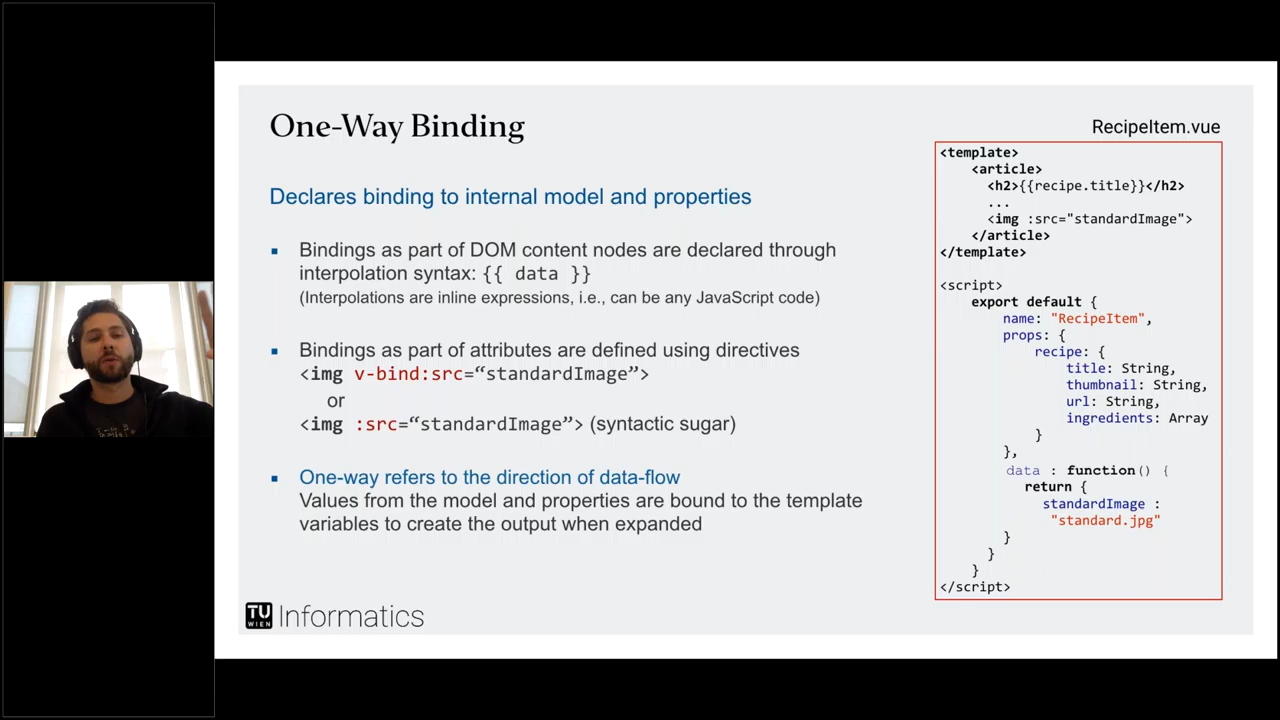 One-Way Binding
RecipeItem.vue
Declares binding to internal model and properties
▪ Bindings as part of DOM content nodes are declared through
interpolation syntax: {{ data }}
(Interpolations are inline expressions, i.e., can be any JavaScript code)
▪ Bindings as part of attributes are defined using directives
<img v-bind:src=“standardImage”>
or
<img :src=“standardImage”> (syntactic sugar)
▪ One-way refers to the direction of data-flow
Values from the model and properties are bound to the template
variables to create the output when expanded
<template>
<article>
<h2>{{recipe.title}}</h2>
...
<img :src="standardImage">
</article>
</template>
<script>
export default {
name: "RecipeItem",
props: {
recipe: {
title: String,
thumbnail: String,
url: String,
ingredients: Array
}
},
data : function() {
return {
standardImage :
"standard.jpg"
}
}
}
</script>
TU
WIEN
Informatics